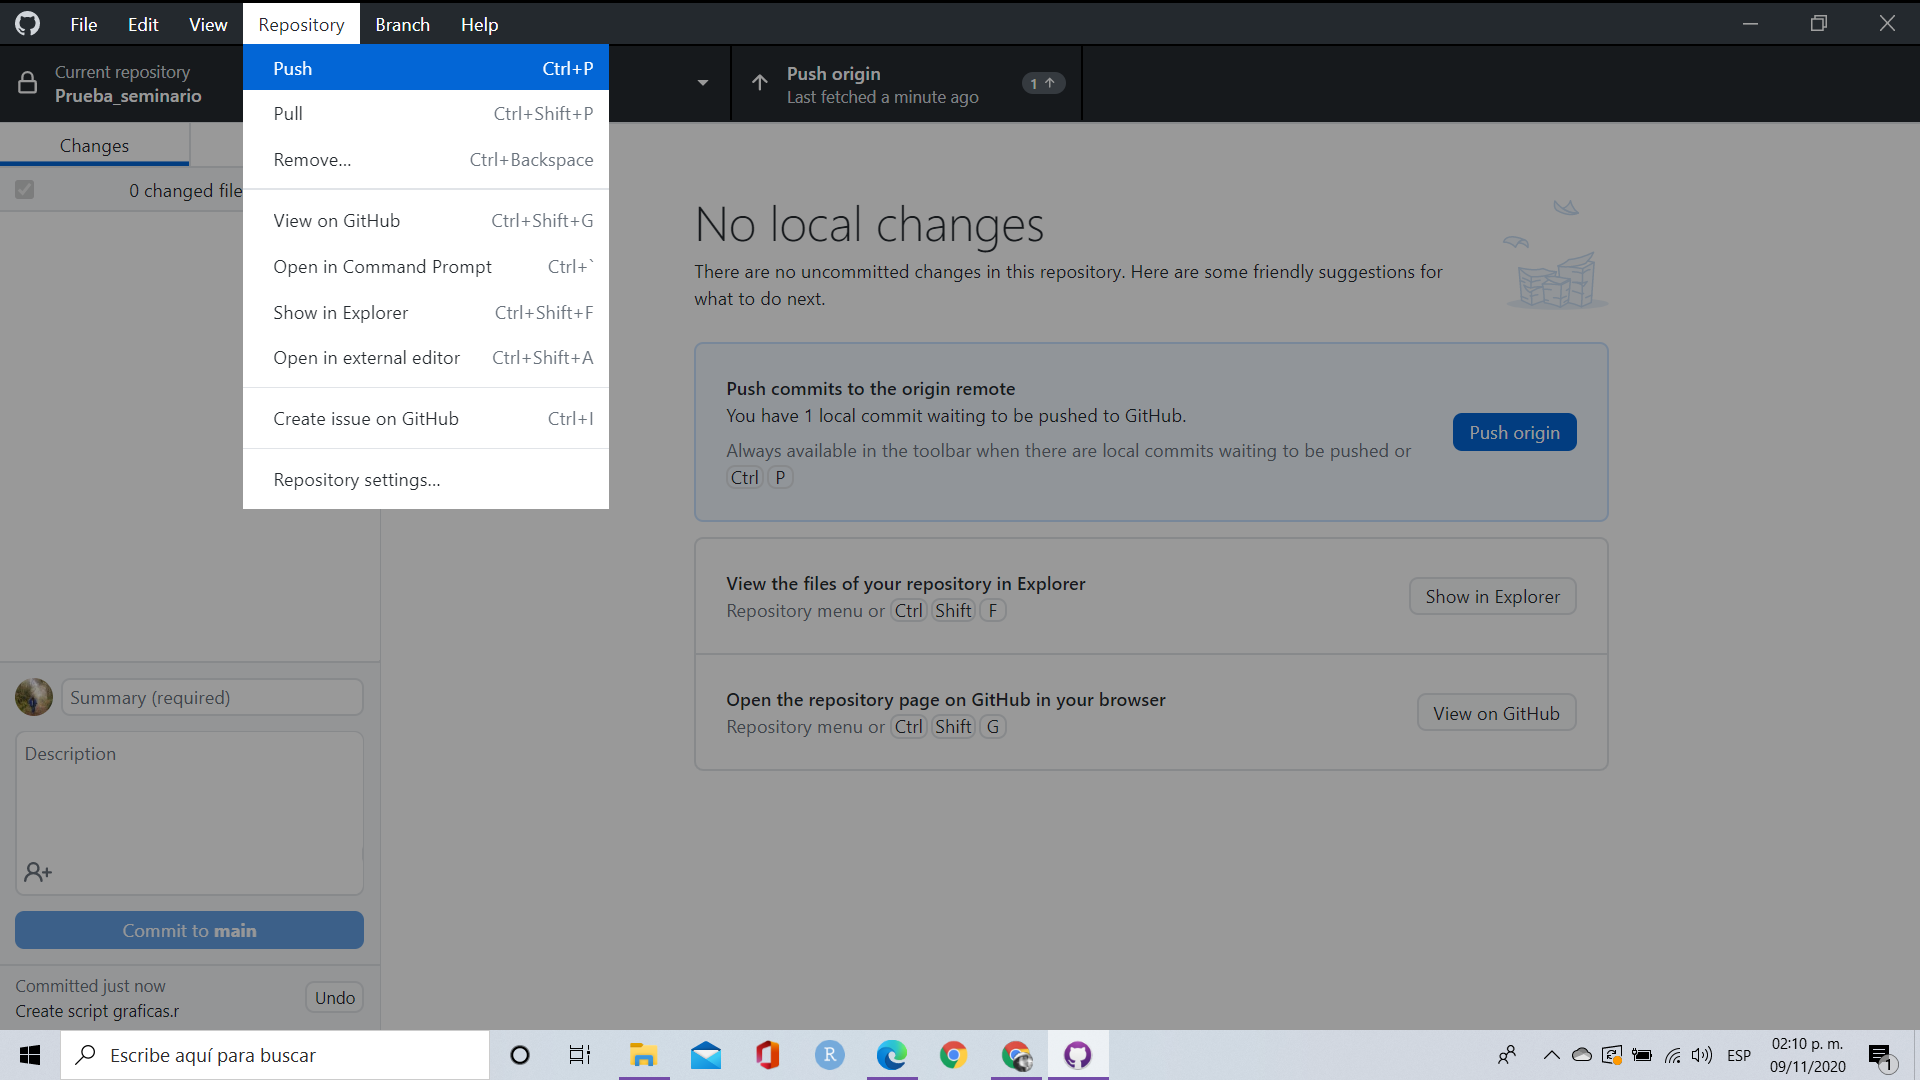 File Edit View Repository Branch Help
Current repository
Prueba_seminario
Push origin
Last fetched a minute ago
1
Push Ctrl+P
Pull Ctrl+Shift+P
Remove... Ctrl+Backspace
View on GitHub Ctrl+Shift+G
Open in Command Prompt Ctrl+`
Show in Explorer Ctrl+Shift+F
Open in external editor Ctrl+Shift+A
Create issue on GitHub Ctrl+I
Repository settings...
Changes
0 changed file
No local changes
There are no uncommitted changes in this repository. Here are some friendly suggestions for
what to do next.
Push commits to the origin remote
You have 1 local commit waiting to be pushed to GitHub.
Always available in the toolbar when there are local commits waiting to be pushed or
Ctrl P
Push origin
View the files of your repository in Explorer
Repository menu or Ctrl Shift F
Show in Explorer
Open the repository page on GitHub in your browser
Repository menu or Ctrl Shift G
View on GitHub
Summary (required)
Description
Commit to main
Committed just now
Create script graficas.r
Undo
Escribe aquí para buscar
R
ESP
02:10 p. m.
09/11/2020
1